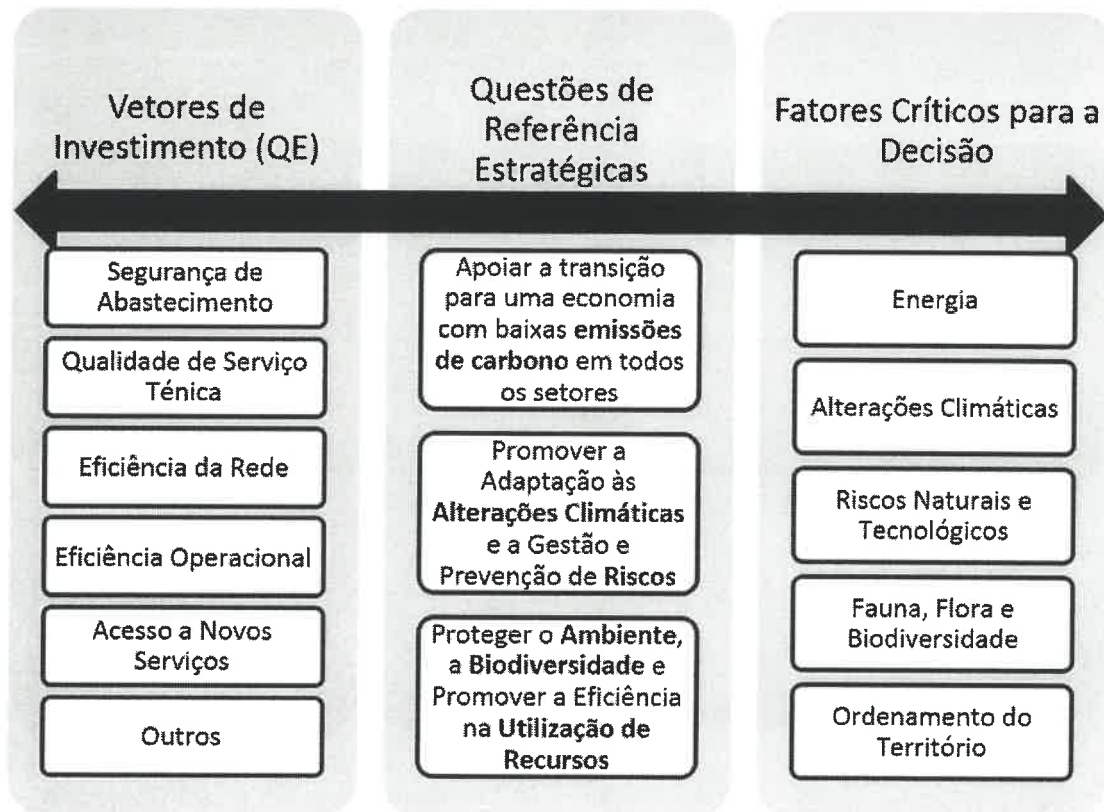 Vetores de
Investimento (QE)
Segurança de
Abastecimento
Qualidade de Serviço
Ténica
Eficiência da Rede
Eficiência Operacional
Acesso a Novos
Serviços
Outros
Questões de
Referência
Estratégicas
Apoiar a transição
para uma economia
com baixas emissões
de carbono em todos
os setores
Promover a
Adaptação às
Alterações Climáticas
e a Gestão e
Prevenção de Riscos
Proteger o Ambiente,
a Biodiversidade e
Promover a Eficiência
na Utilização de
Recursos
Fatores Críticos para a
Decisão
Energia
Alterações Climáticas
Riscos Naturais e
Tecnológicos
Fauna, Flora e
Biodiversidade
Ordenamento do
Território